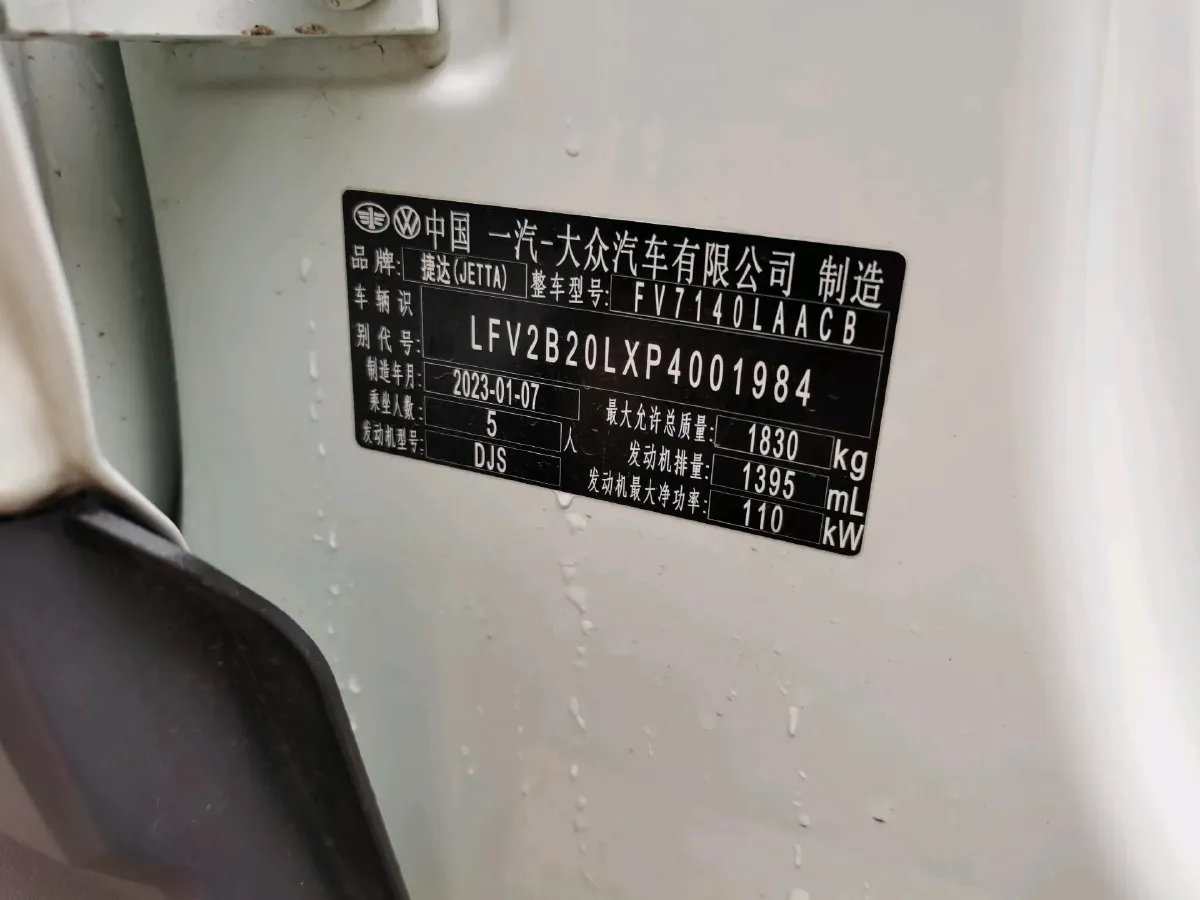 中国 一汽-大众汽车有限公司 制造
品牌: 捷达(JETTA) 整车型号: FV7140LAACB
车辆识别代号: LFV2B20LXP4001984
制造年月: 2023-01-07 最大允许总质量: 1830 kg
乘坐人数: 5 人 发动机排量: 1395 mL
发动机型号: DJS 发动机最大净功率: 110 kW